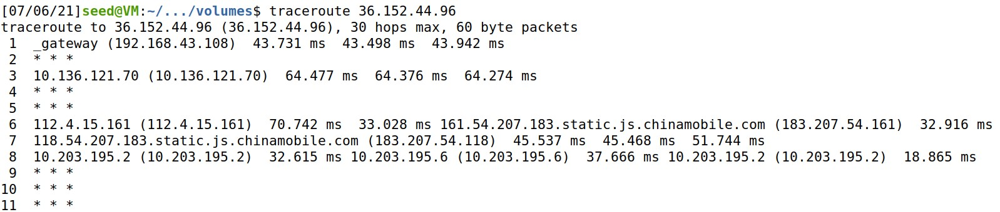 [07/06/21]seed@VM:~/.../volumes$ traceroute 36.152.44.96
traceroute to 36.152.44.96 (36.152.44.96), 30 hops max, 60 byte packets
 1  _gateway (192.168.43.108)  43.731 ms  43.498 ms  43.942 ms
 2  * * *
 3  10.136.121.70 (10.136.121.70)  64.477 ms  64.376 ms  64.274 ms
 4  * * *
 5  * * *
 6  112.4.15.161 (112.4.15.161)  70.742 ms  33.028 ms 161.54.207.183.static.js.chinamobile.com (183.207.54.161)  32.916 ms
 7  118.54.207.183.static.js.chinamobile.com (183.207.54.118)  45.537 ms  45.468 ms  51.744 ms
 8  10.203.195.2 (10.203.195.2)  32.615 ms 10.203.195.6 (10.203.195.6)  37.666 ms 10.203.195.2 (10.203.195.2)  18.865 ms
 9  * * *
10  * * *
11  * * *